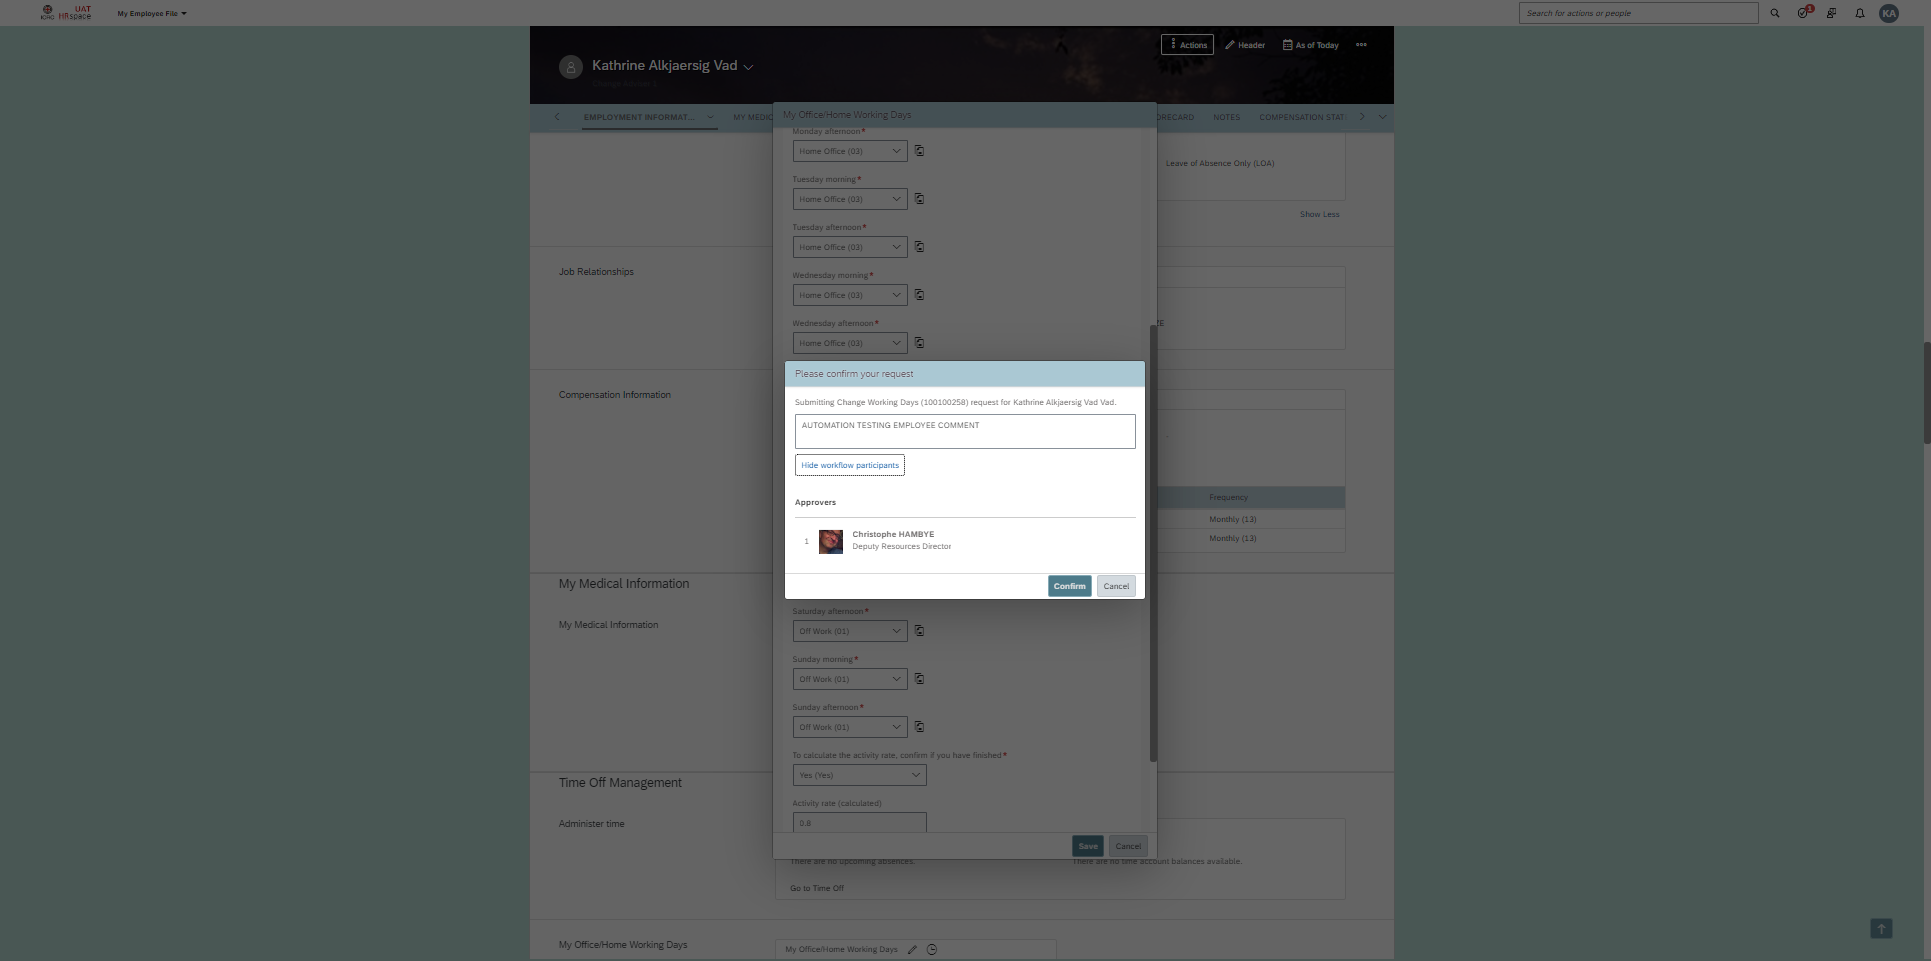 ICRC
UAT
HRspace
My Employee File
Search for actions or people
1
KA
Actions
Header
As of Today
Kathrine Alkjaersig Vad
EMPLOYMENT INFORMAT...
MY MEDIC
ORECARD
NOTES
COMPENSATION STAT
My Office/Home Working Days
Monday afternoon*
Home Office (03)
Tuesday morning*
Home Office (03)
Tuesday afternoon*
Home Office (03)
Wednesday morning*
Home Office (03)
Wednesday afternoon*
Home Office (03)
Leave of Absence Only (LOA)
Show Less
Job Relationships
TE
Compensation Information
Frequency
Monthly (13)
Monthly (13)
Please confirm your request
Submitting Change Working Days (100100258) request for Kathrine Alkjaersig Vad Vad.
AUTOMATION TESTING EMPLOYEE COMMENT
Hide workflow participants
Approvers
1
Christophe HAMBYE
Deputy Resources Director
Confirm
Cancel
My Medical Information
My Medical Information
Saturday afternoon*
Off Work (01)
Sunday morning*
Off Work (01)
Sunday afternoon*
Off Work (01)
To calculate the activity rate, confirm if you have finished*
Yes (Yes)
Activity rate (calculated)
0.8
Save
Cancel
Time Off Management
Administer time
There are no upcoming absences.
There are no time account balances available.
Go to Time Off
My Office/Home Working Days
My Office/Home Working Days